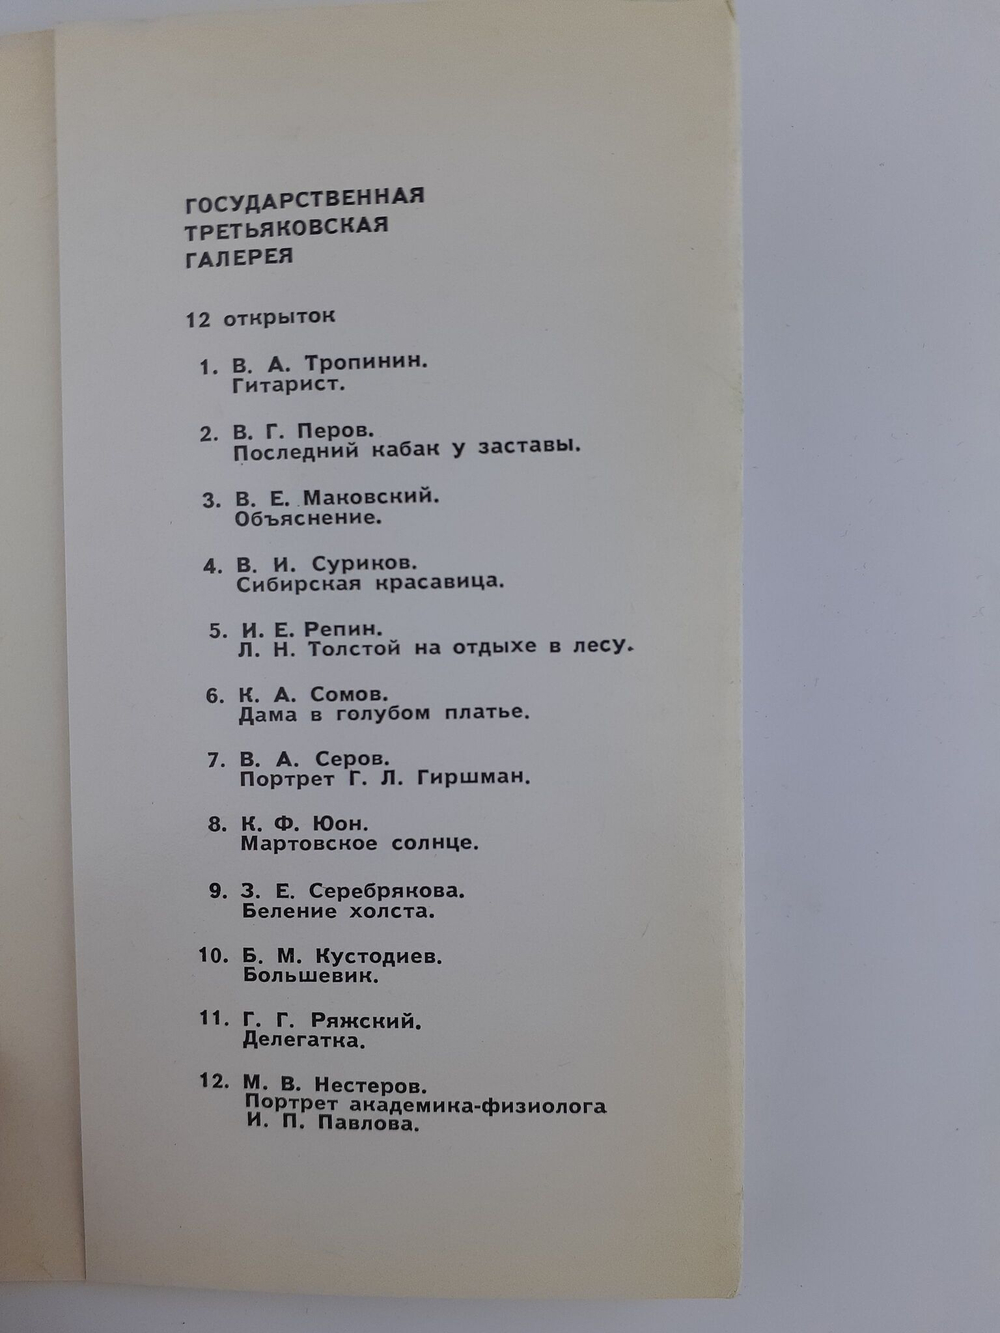 ГОСУДАРСТВЕННАЯ
ТРЕТЬЯКОВСКАЯ
ГАЛЕРЕЯ
12 открыток
1. В. А. Тропинин.
Гитарист.
2. В. Г. Перов.
Последний кабак у заставы.
3. В. Е. Маковский.
Объяснение.
4. В. И. Суриков.
Сибирская красавица.
5. И. Е. Репин.
Л. Н. Толстой на отдыхе в лесу.
6. К. А. Сомов.
Дама в голубом платье.
7. В. А. Серов.
Портрет Г. Л. Гиршман.
8. К. Ф. Юон.
Мартовское солнце.
9. З. Е. Серебрякова.
Беление холста.
10. Б. М. Кустодиев.
Большевик.
11. Г. Г. Ряжский.
Делегатка.
12. М. В. Нестеров.
Портрет академика-физиолога
И. П. Павлова.